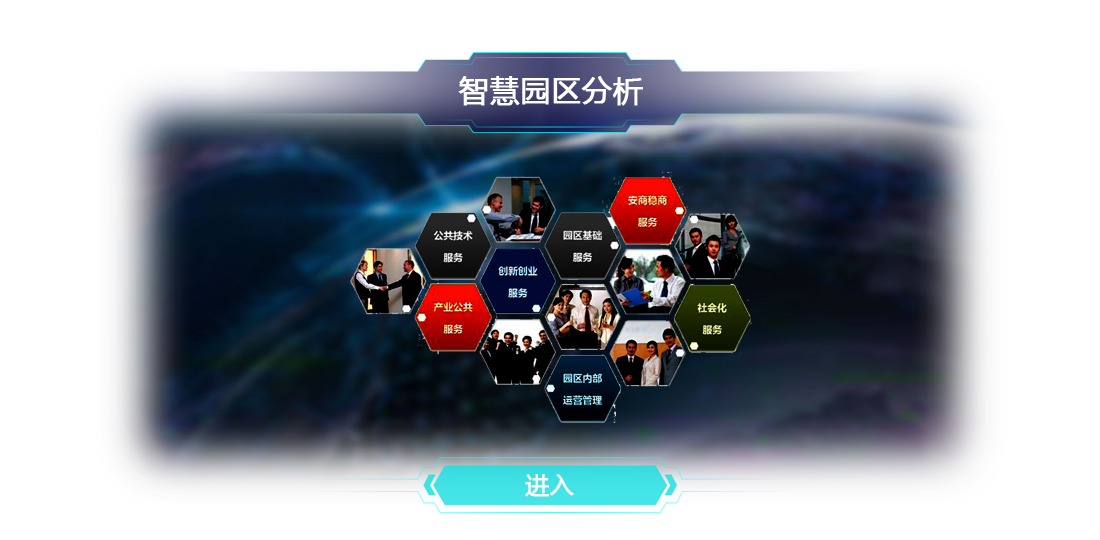 智慧园区分析
安商稳商
服务
公共技术
服务
园区基础
服务
创新创业
服务
产业公共
服务
社会化
服务
园区内部
运营管理
进入